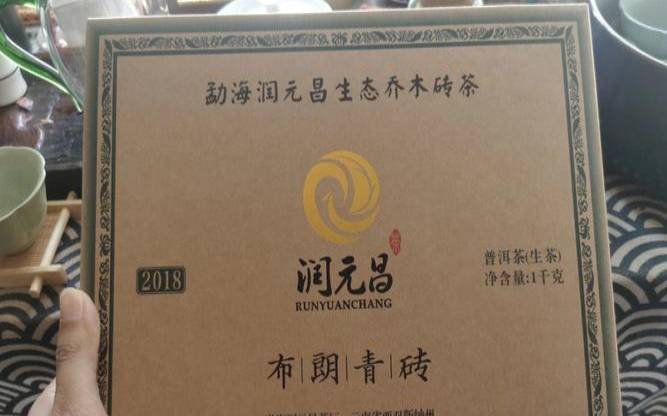 勐海润元昌生态乔木砖茶
茶
润元昌
RUNYUANCHANG
2018
普洱茶(生茶)
净含量:1千克
布|朗|青|砖